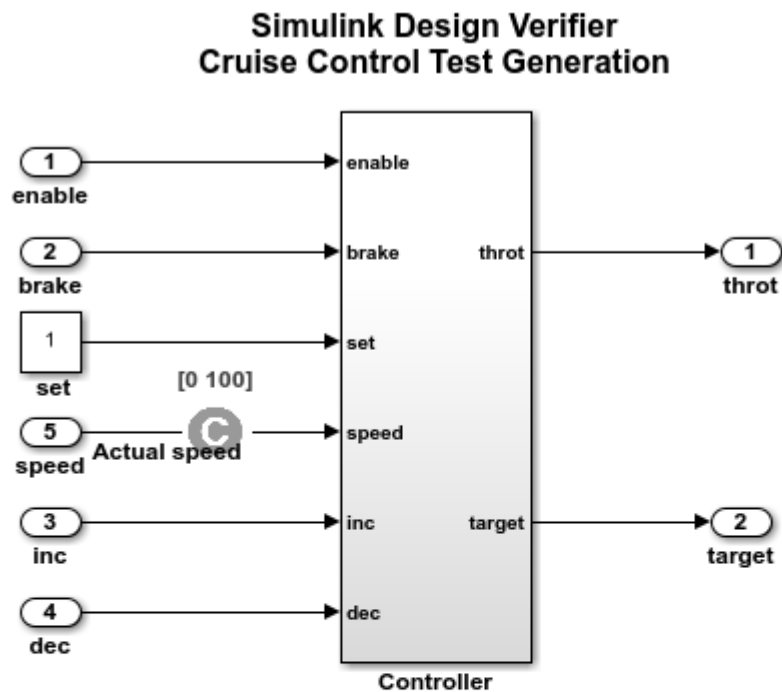 Simulink Design Verifier
Cruise Control Test Generation
1
enable
enable
2
brake
brake
throt
1
throt
1
set
set
[0 100]
C
5
speed
Actual speed
speed
3
inc
inc
target
2
target
4
dec
dec
Controller